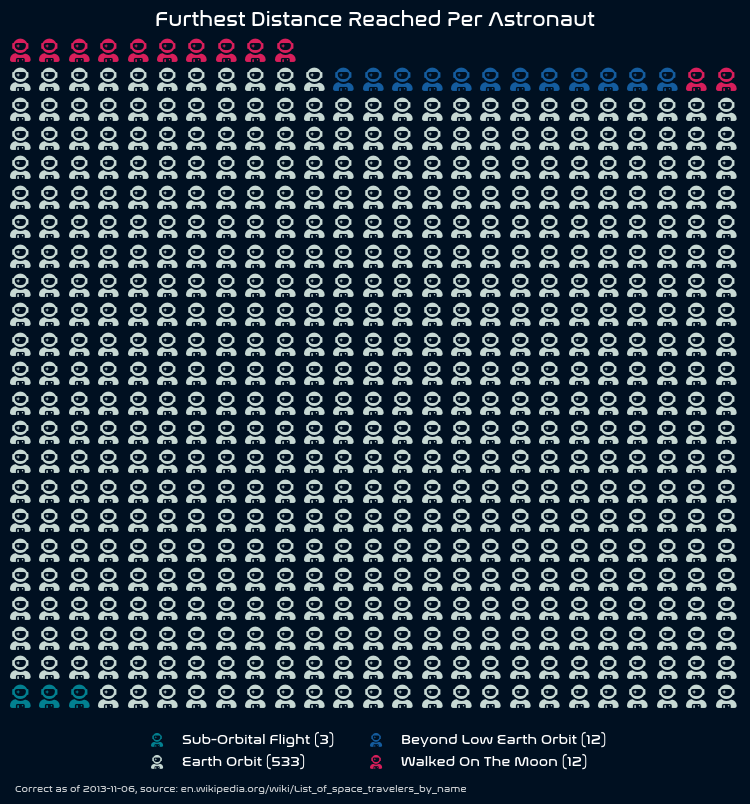 Furthest Distance Reached Per Astronaut
Sub-Orbital Flight (3)
Beyond Low Earth Orbit (12)
Earth Orbit (533)
Walked On The Moon (12)
Correct as of 2013-11-06, source: en.wikipedia.org/wiki/List_of_space_travelers_by_name